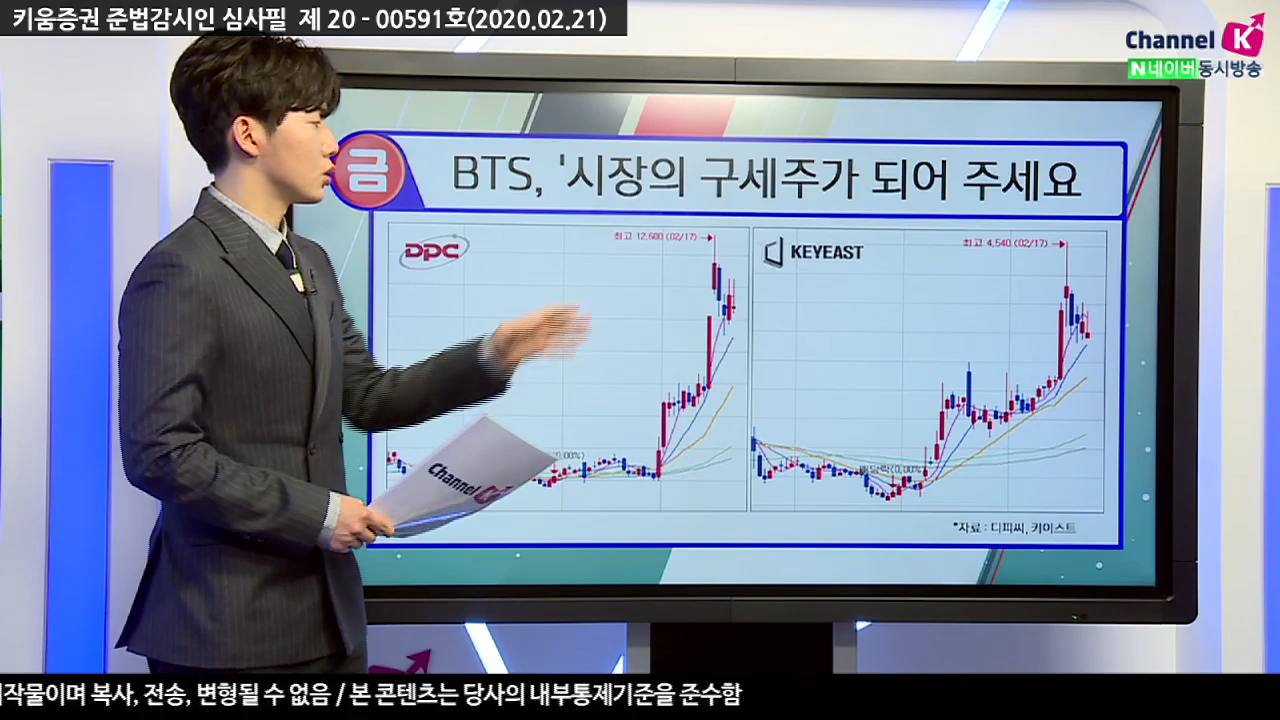 키움증권 준법감시인 심사필 제 20 - 00591호(2020.02.21)
Channel K
N네이버 동시방송
금
BTS, '시장의 구세주가 되어 주세요
DPC
최고 12,600 (02/17)
KEYEAST
최고 4,540 (02/17)
(0.00%)
(0.00%)
Channel K
*자료 : 디피씨, 키이스트
작물이며 복사, 전송, 변형될 수 없음 / 본 콘텐츠는 당사의 내부통제기준을 준수함